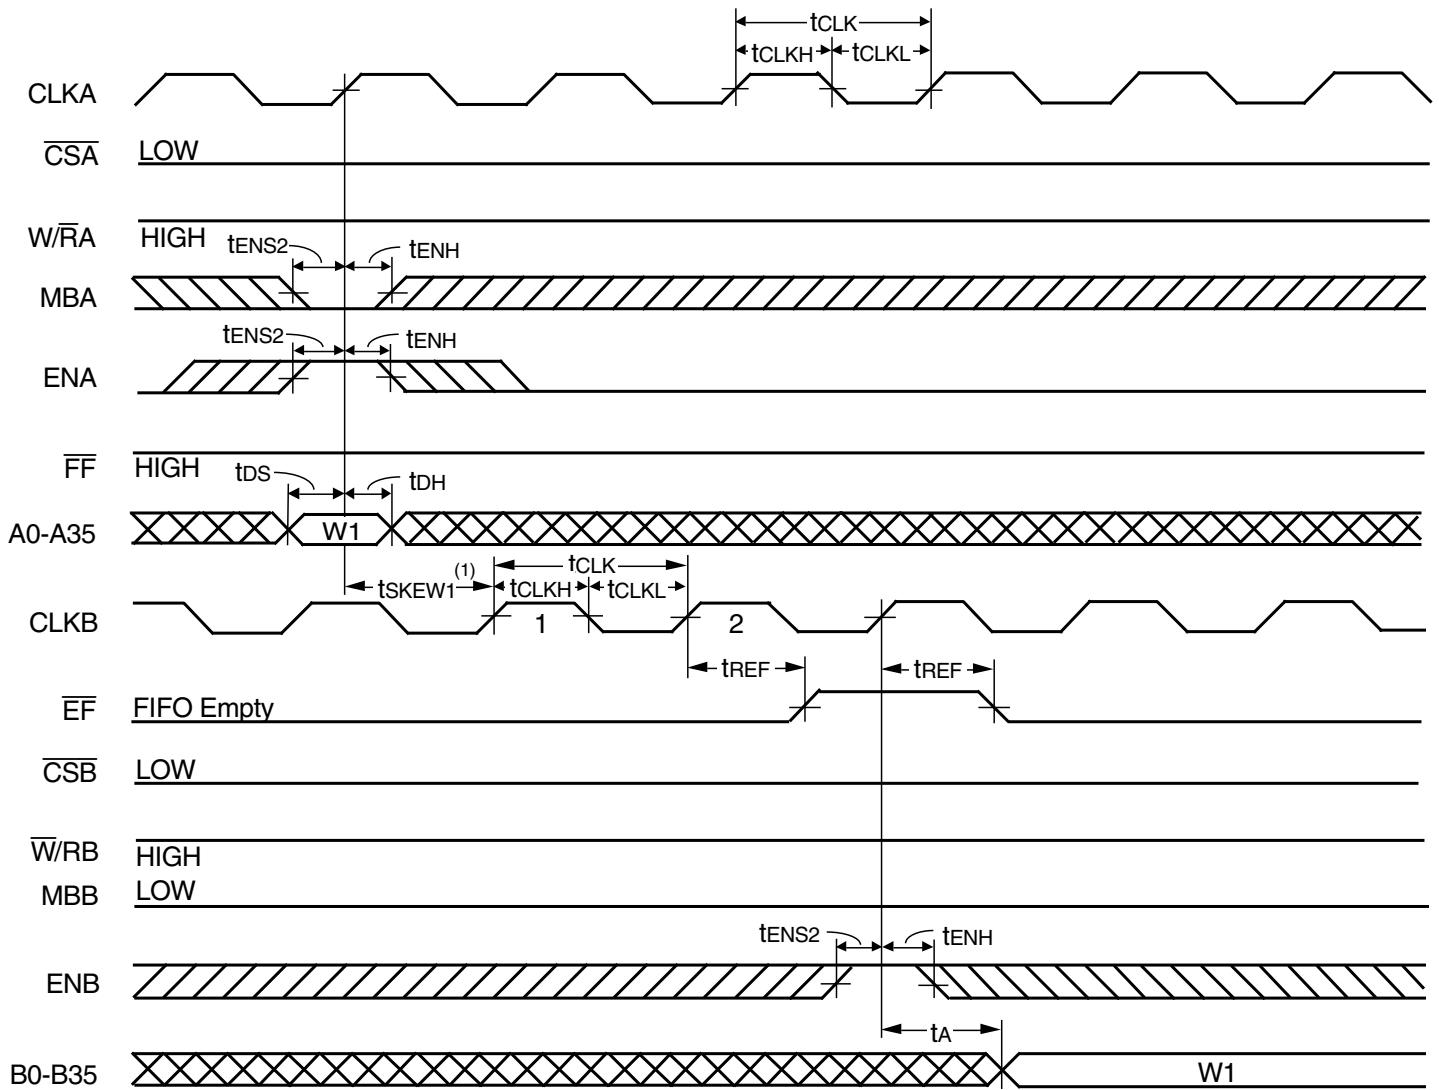 tCLK
tCLKH tCLKL
CLKA
CSA LOW
W/RA HIGH
tENS2 tENH
MBA
tENS2 tENH
ENA
FF HIGH
tDS tDH
A0-A35 W1
tSKEW1 (1) tCLK
tCLKH tCLKL
CLKB 1 2
tREF tREF
EF FIFO Empty
CSB LOW
W/RB HIGH
MBB LOW
tENS2 tENH
ENB
tA
B0-B35 W1